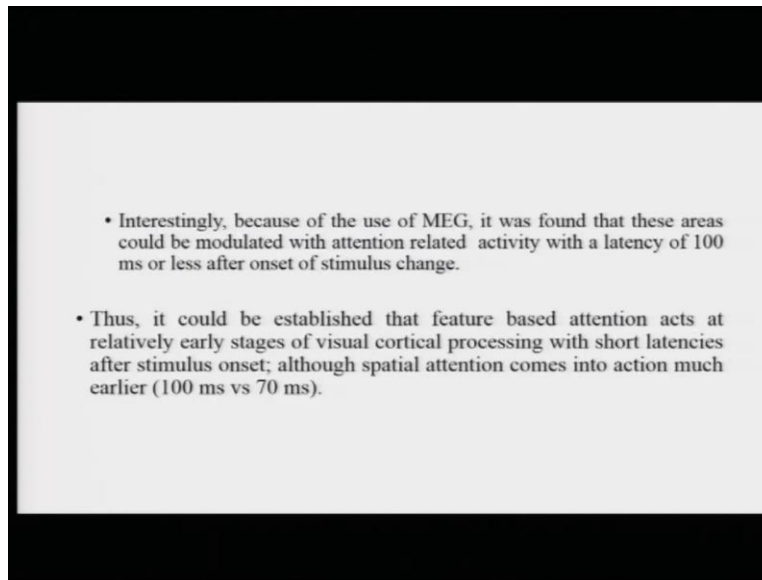 • Interestingly, because of the use of MEG, it was found that these areas
could be modulated with attention related activity with a latency of 100
ms or less after onset of stimulus change.
• Thus, it could be established that feature based attention acts at
relatively early stages of visual cortical processing with short latencies
after stimulus onset; although spatial attention comes into action much
earlier (100 ms vs 70 ms).